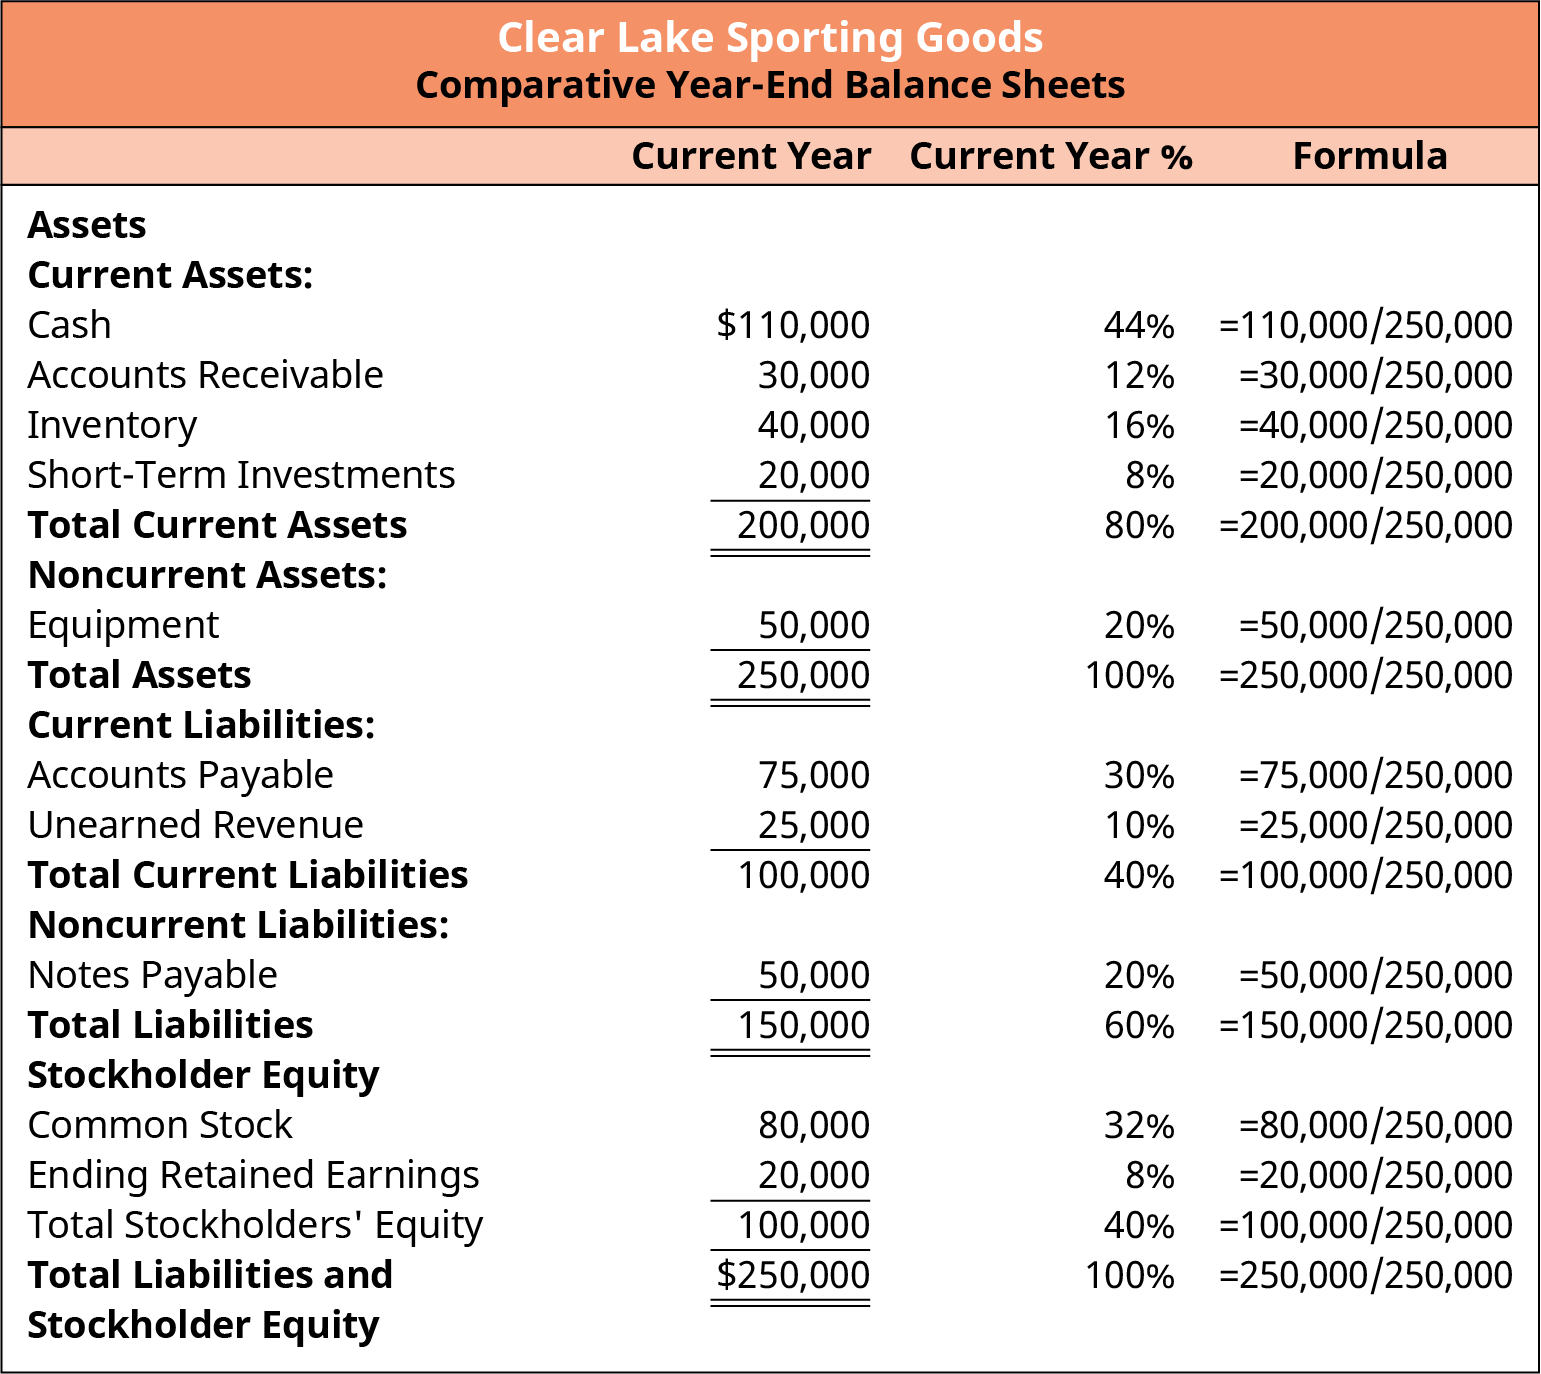 Clear Lake Sporting Goods
Comparative Year-End Balance Sheets
Current Year Current Year % Formula
Assets
Current Assets:
Cash $110,000 44% =110,000/250,000
Accounts Receivable 30,000 12% =30,000/250,000
Inventory 40,000 16% =40,000/250,000
Short-Term Investments 20,000 8% =20,000/250,000
Total Current Assets 200,000 80% =200,000/250,000
Noncurrent Assets:
Equipment 50,000 20% =50,000/250,000
Total Assets 250,000 100% =250,000/250,000
Current Liabilities:
Accounts Payable 75,000 30% =75,000/250,000
Unearned Revenue 25,000 10% =25,000/250,000
Total Current Liabilities 100,000 40% =100,000/250,000
Noncurrent Liabilities:
Notes Payable 50,000 20% =50,000/250,000
Total Liabilities 150,000 60% =150,000/250,000
Stockholder Equity
Common Stock 80,000 32% =80,000/250,000
Ending Retained Earnings 20,000 8% =20,000/250,000
Total Stockholders' Equity 100,000 40% =100,000/250,000
Total Liabilities and $250,000 100% =250,000/250,000
Stockholder Equity